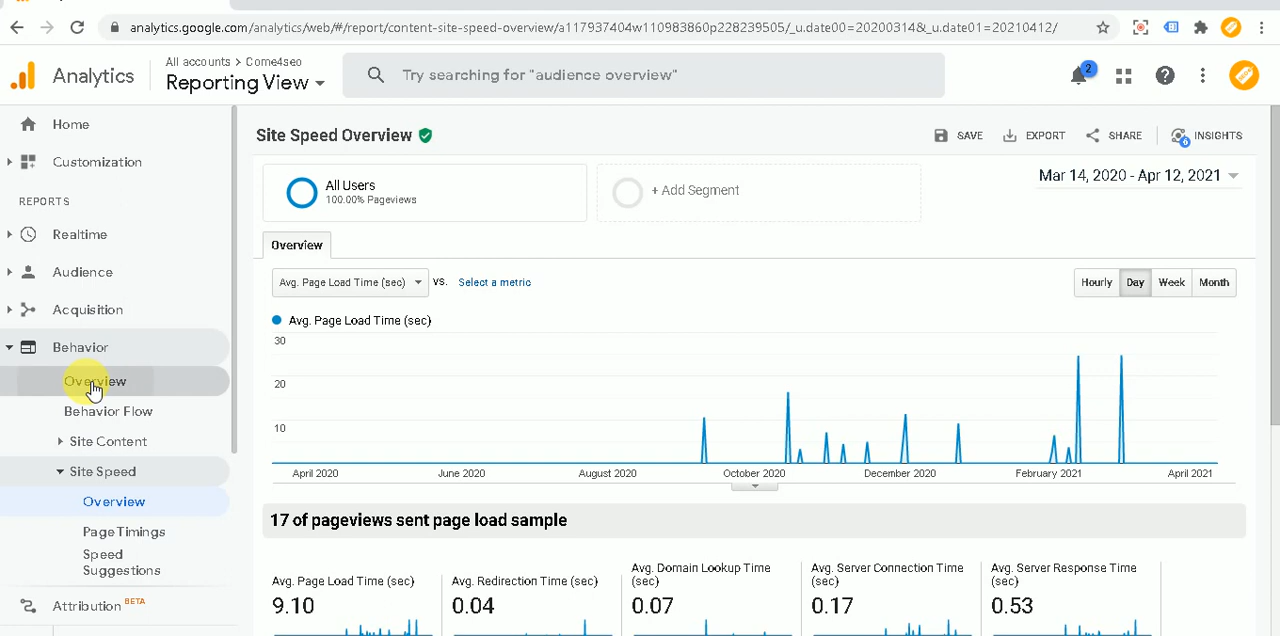 analytics.google.com/analytics/web/#/report/content-site-speed-overview/a117937404w110983860p228239505/_u.date00=20200314&_u.date01=20210412/
Analytics
All accounts > Come4seo
Reporting View
Try searching for "audience overview"
2
Home
Customization
REPORTS
Realtime
Audience
Acquisition
Behavior
Overview
Behavior Flow
Site Content
Site Speed
Overview
Page Timings
Speed
Suggestions
Attribution BETA
Site Speed Overview
SAVE
EXPORT
SHARE
6
INSIGHTS
All Users
100.00% Pageviews
+ Add Segment
Mar 14, 2020 - Apr 12, 2021
Overview
Avg. Page Load Time (sec)
VS.
Select a metric
Hourly
Day
Week
Month
Avg. Page Load Time (sec)
30
20
10
April 2020
June 2020
August 2020
October 2020
December 2020
February 2021
April 2021
17 of pageviews sent page load sample
Avg. Page Load Time (sec)
9.10
Avg. Redirection Time (sec)
0.04
Avg. Domain Lookup Time
(sec)
0.07
Avg. Server Connection Time
(sec)
0.17
Avg. Server Response Time
(sec)
0.53